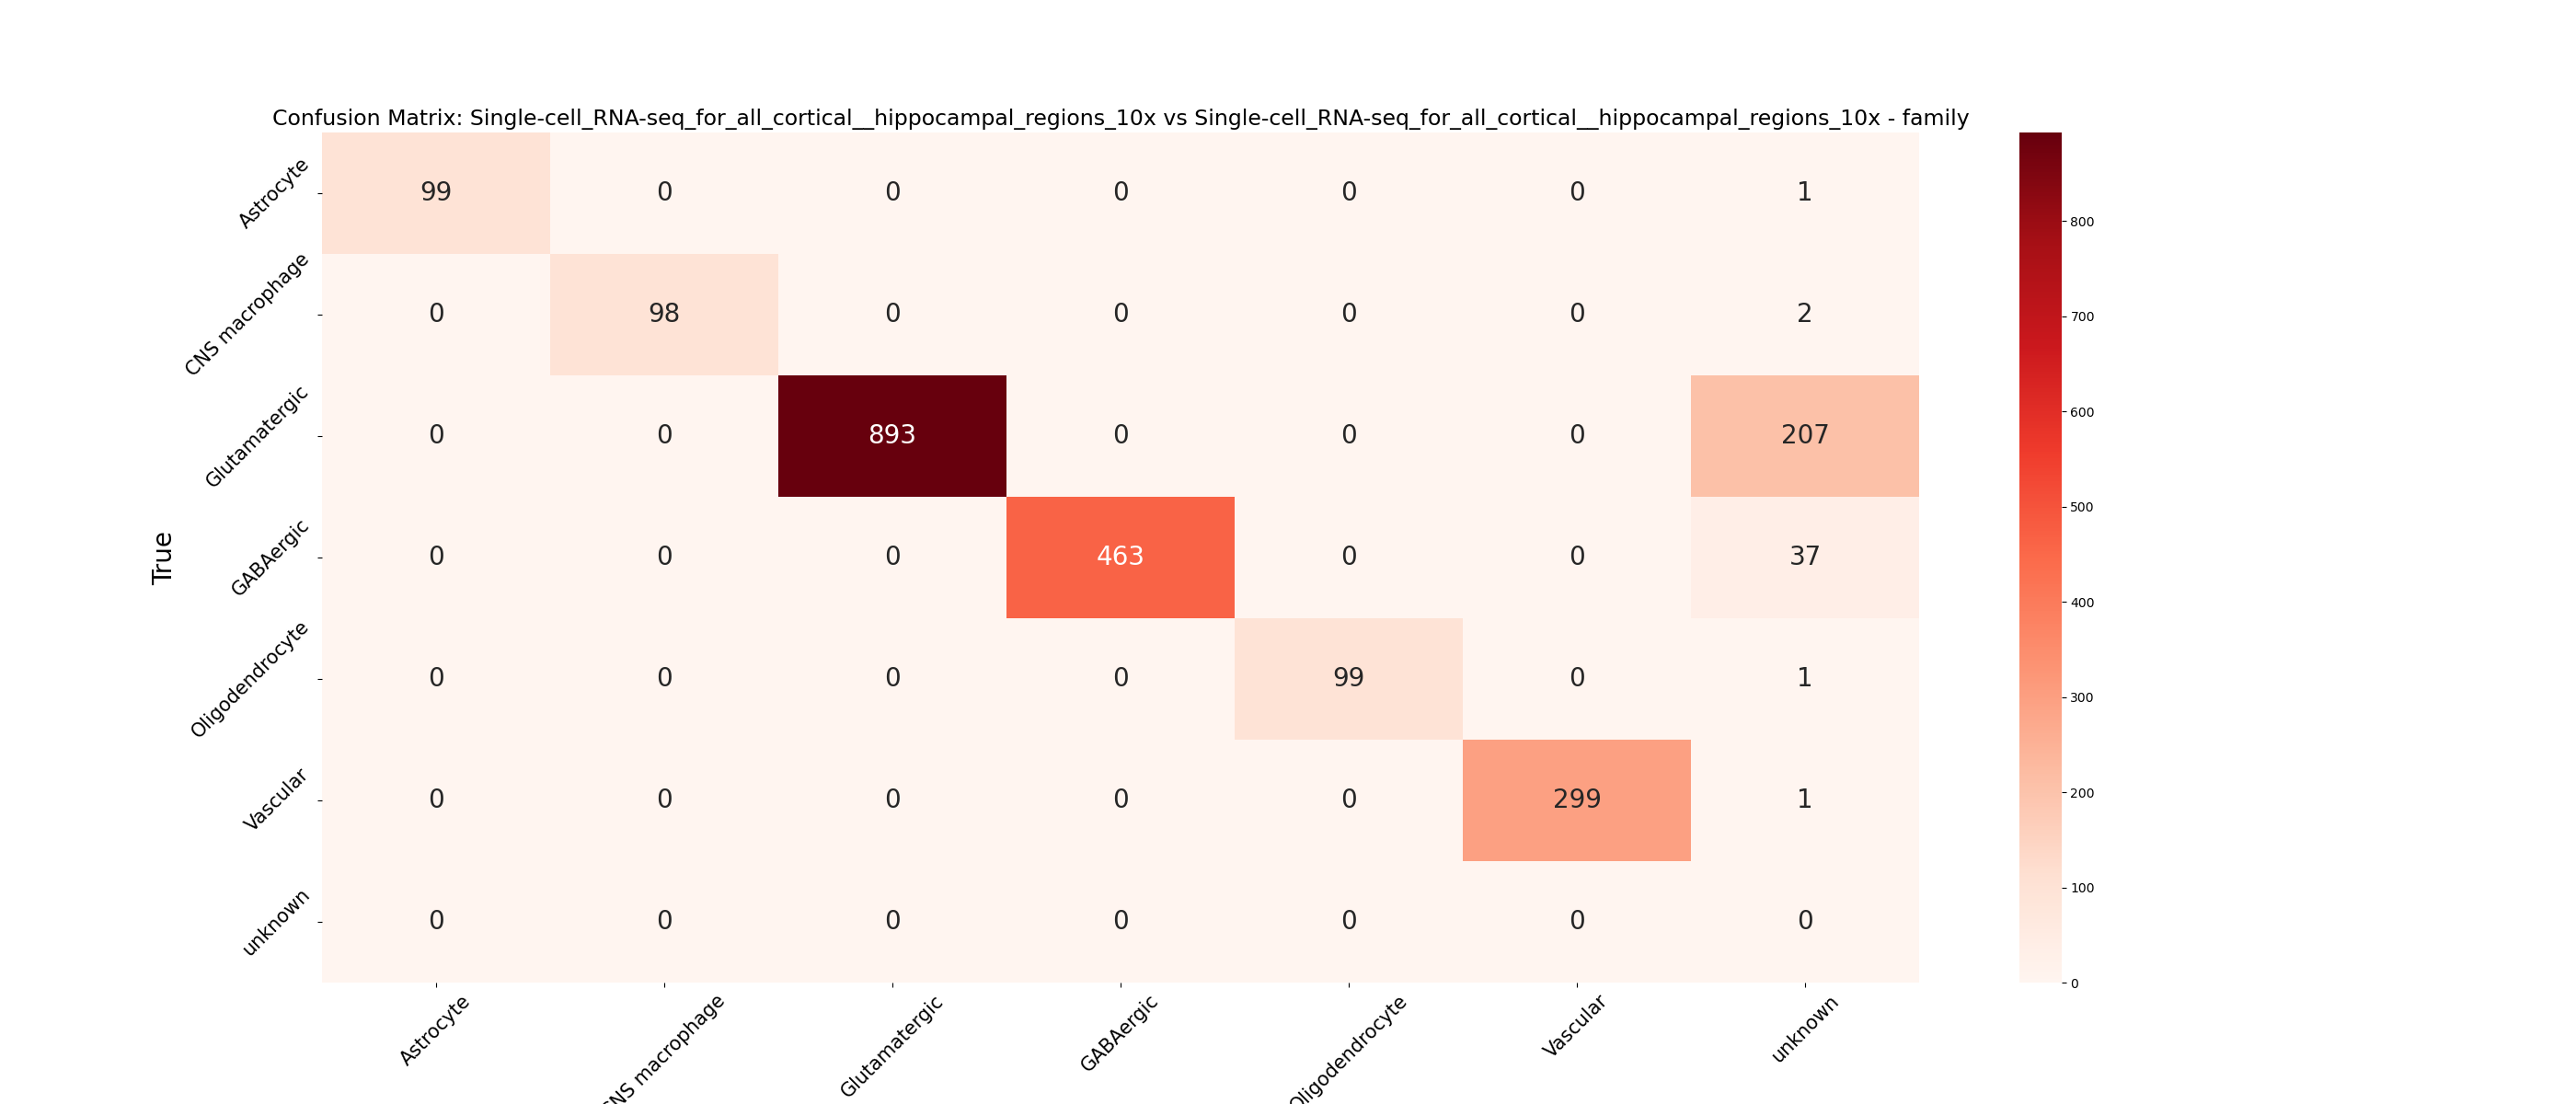 Confusion Matrix: Single-cell_RNA-seq_for_all_cortical__hippocampal_regions_10x vs Single-cell_RNA-seq_for_all_cortical__hippocampal_regions_10x - family
Astrocyte 99 0 0 0 0 0 1
CNS macrophage 0 98 0 0 0 0 2
Glutamatergic 0 0 893 0 0 0 207
GABAergic 0 0 0 463 0 0 37
Oligodendrocyte 0 0 0 0 99 0 1
Vascular 0 0 0 0 0 299 1
unknown 0 0 0 0 0 0 0
True
Astrocyte CNS macrophage Glutamatergic GABAergic Oligodendrocyte Vascular unknown
800
700
600
500
400
300
200
100
0